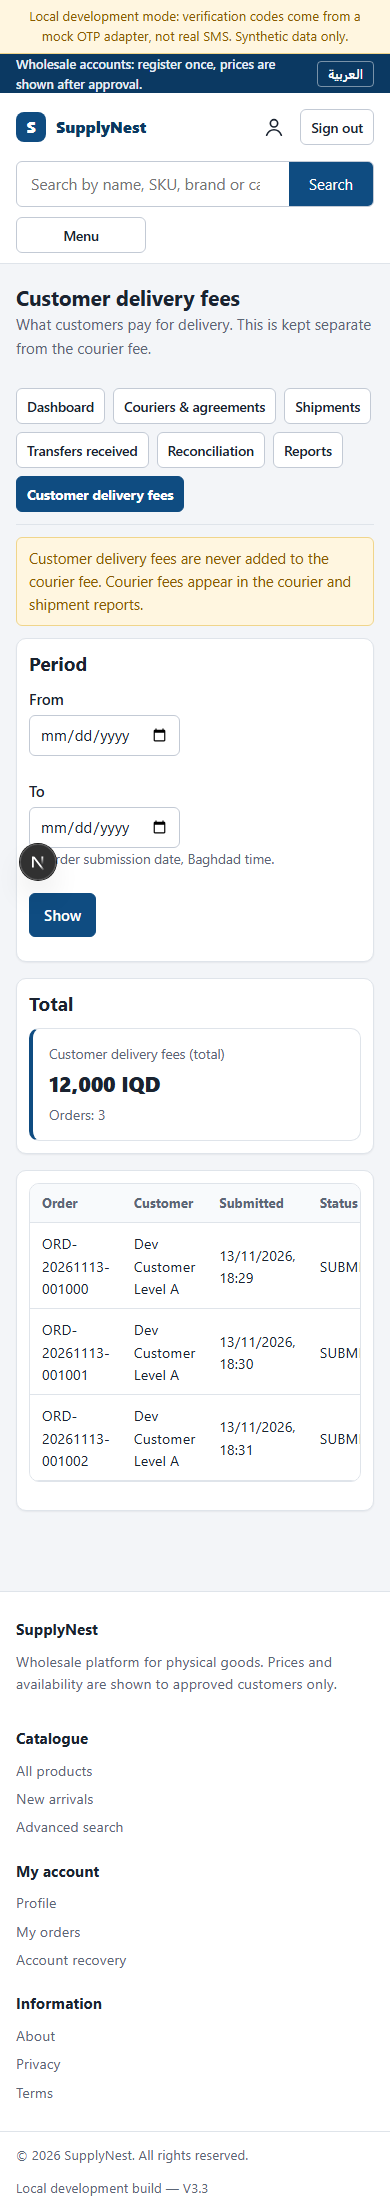 Local development mode: verification codes come from a
mock OTP adapter, not real SMS. Synthetic data only.
Wholesale accounts: register once, prices are
shown after approval.
العربية
S SupplyNest
Sign out
Search by name, SKU, brand or ca
Search
Menu
Customer delivery fees
What customers pay for delivery. This is kept separate
from the courier fee.
Dashboard
Couriers & agreements
Shipments
Transfers received
Reconciliation
Reports
Customer delivery fees
Customer delivery fees are never added to the
courier fee. Courier fees appear in the courier and
shipment reports.
Period
From
mm/dd/yyyy
To
mm/dd/yyyy
N
rder submission date, Baghdad time.
Show
Total
Customer delivery fees (total)
12,000 IQD
Orders: 3
Order Customer Submitted Status
ORD-
20261113-
001000
Dev
Customer
Level A
13/11/2026,
18:29
SUBM
ORD-
20261113-
001001
Dev
Customer
Level A
13/11/2026,
18:30
SUBM
ORD-
20261113-
001002
Dev
Customer
Level A
13/11/2026,
18:31
SUBM
SupplyNest
Wholesale platform for physical goods. Prices and
availability are shown to approved customers only.
Catalogue
All products
New arrivals
Advanced search
My account
Profile
My orders
Account recovery
Information
About
Privacy
Terms
© 2026 SupplyNest. All rights reserved.
Local development build — V3.3